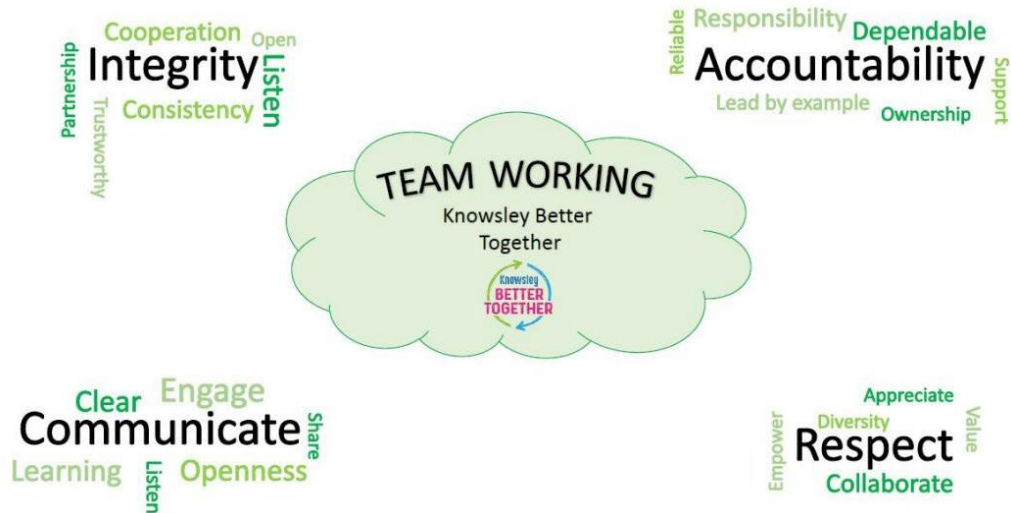 Cooperation
Open
Partnership
Integrity
Listen
Consistency
Trustworthy
Responsibility
Reliable
Dependable
Accountability
Support
Lead by example
Ownership
TEAM WORKING
Knowsley Better
Together
Knowsley
BETTER
TOGETHER
Engage
Clear
Communicate
Share
Learning
Listen
Openness
Appreciate
Diversity
Value
Empower
Respect
Collaborate